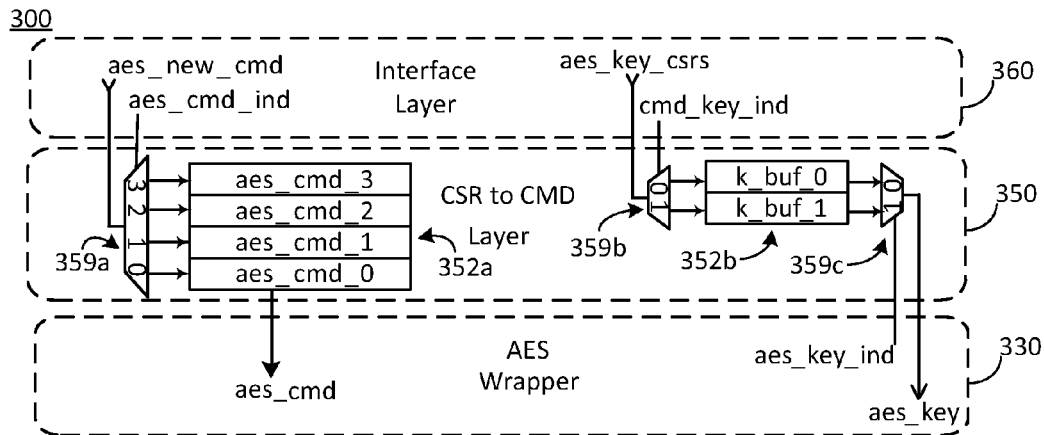 300
aes_new_cmd
aes_cmd_ind
Interface
Layer
aes_key_csrs
cmd_key_ind
360
3
2
1
0
aes_cmd_3
aes_cmd_2
aes_cmd_1
aes_cmd_0
359a
CSR to CMD
Layer
352a
0
1
359b
k_buf_0
k_buf_1
352b
0
1
359c
350
AES
Wrapper
aes_cmd
aes_key_ind
aes_key
330